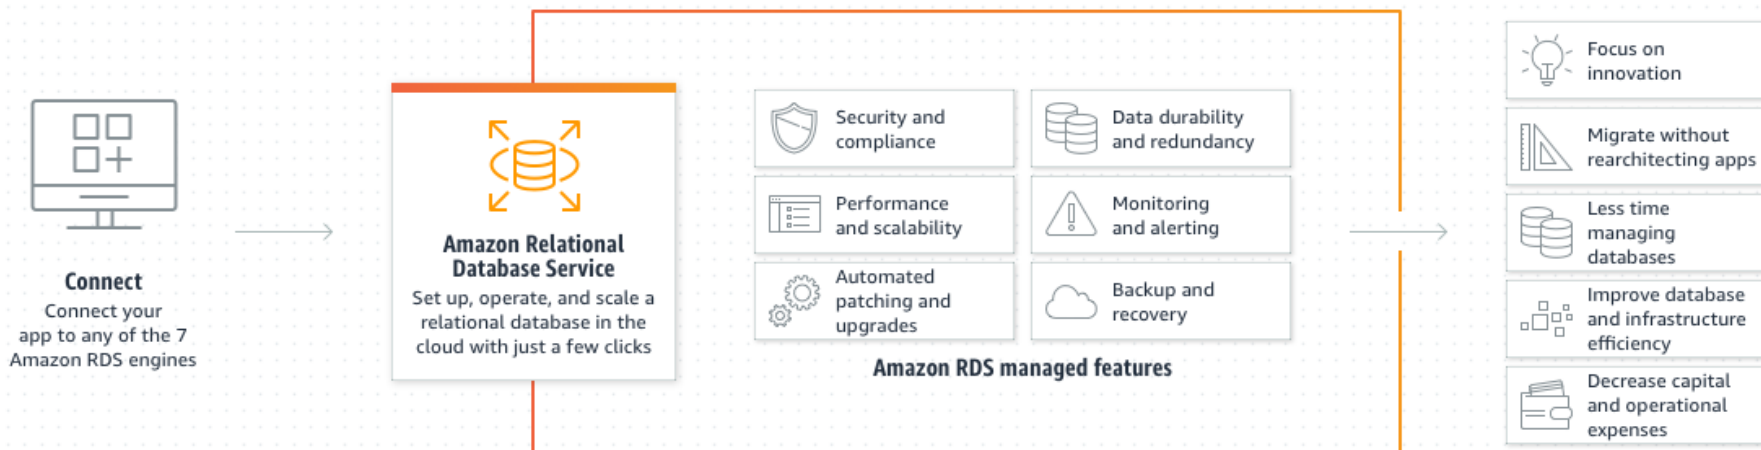 Connect
Connect your
app to any of the 7
Amazon RDS engines
Amazon Relational
Database Service
Set up, operate, and scale a
relational database in the
cloud with just a few clicks
Security and
compliance
Data durability
and redundancy
Performance
and scalability
Monitoring
and alerting
Automated
patching and
upgrades
Backup and
recovery
Amazon RDS managed features
Focus on
innovation
Migrate without
rearchitecting apps
Less time
managing
databases
Improve database
and infrastructure
efficiency
Decrease capital
and operational
expenses